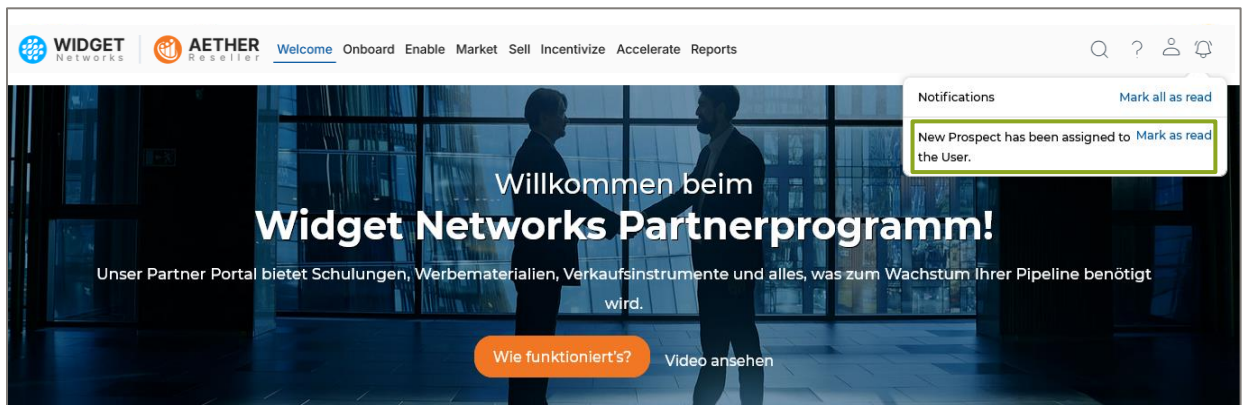 WIDGET
Networks
AETHER
Reseller
Welcome Onboard Enable Market Sell Incentivize Accelerate Reports
?
Notifications Mark all as read
New Prospect has been assigned to Mark as read
the User.
Willkommen beim
Widget Networks Partnerprogramm!
Unser Partner Portal bietet Schulungen, Werbematerialien, Verkaufsinstrumente und alles, was zum Wachstum Ihrer Pipeline benötigt
wird.
Wie funktioniert's? Video ansehen